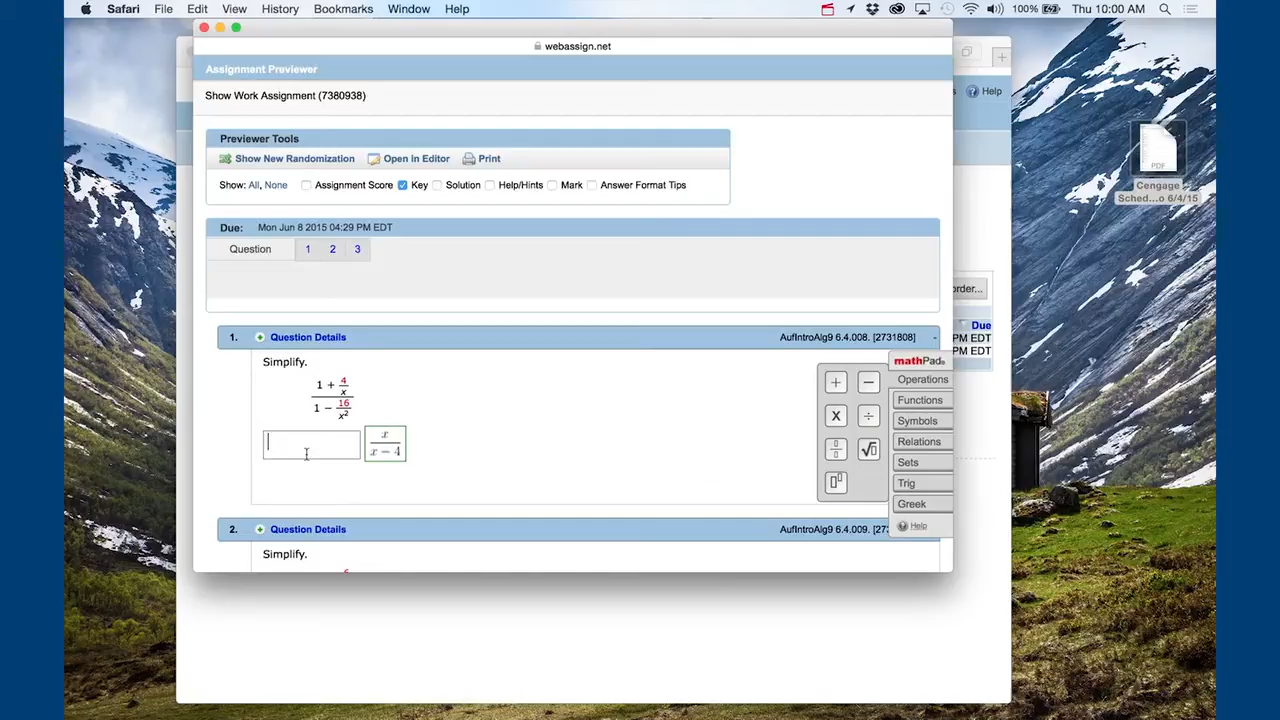 Safari File Edit View History Bookmarks Window Help 100% Thu 10:00 AM
webassign.net
Assignment Previewer
Show Work Assignment (7380938)
Help
Previewer Tools
Show New Randomization Open in Editor Print
Show: All, None Assignment Score Key Solution Help/Hints Mark Answer Format Tips
PDF
Cengage
Sched...o 6/4/15
Due: Mon Jun 8 2015 04:29 PM EDT
Question 1 2 3
order...
Due
PM EDT
PM EDT
1. Question Details AufIntroAlg9 6.4.008. [2731808] -
Simplify.
1 + 4/x
1 − 16/x²
x
x − 4
mathPad
Operations
Functions
Symbols
Relations
Sets
Trig
Greek
Help
+ −
X ÷
√
2. Question Details AufIntroAlg9 6.4.009. [273
Simplify.